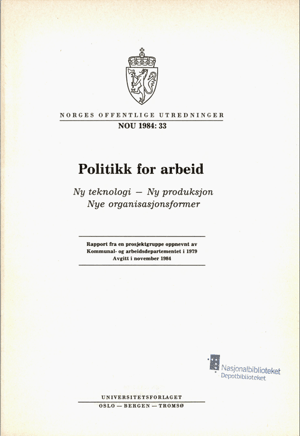 NORGES OFFENTLIGE UTREDNINGER
NOU 1984: 33
Politikk for arbeid
Ny teknologi — Ny produksjon
Nye organisasjonsformer
Rapport fra en prosjektgruppe oppnevnt av
Kommunal- og arbeidsdepartementet i 1979
Avgitt i november 1984
Nasjonalbiblioteket
Depotbiblioteket
UNIVERSITETSFORLAGET
OSLO — BERGEN — TROMSØ